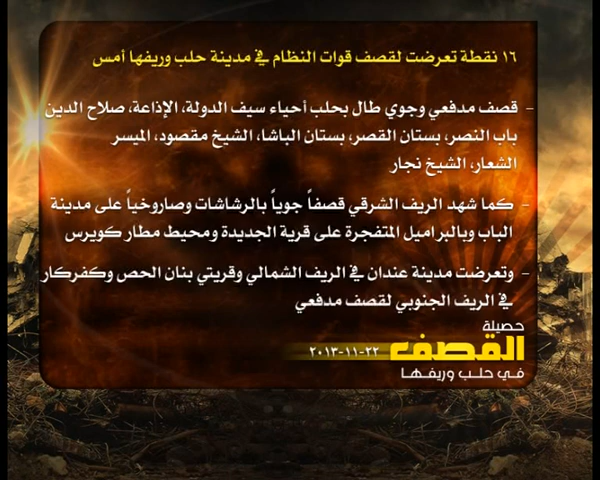 ١٦ نقطة تعرضت لقصف قوات النظام في مدينة حلب وريفها أمس
- قصف مدفعي وجوي طال بحلب أحياء سيف الدولة، الإذاعة، صلاح الدين
باب النصر، بستان القصر، بستان الباشا، الشيخ مقصود، الميسر
الشعار، الشيخ نجار
- كما شهد الريف الشرقي قصفاً جوياً بالرشاشات وصاروخياً على مدينة
الباب وبالبراميل المتفجرة على قرية الجديدة ومحيط مطار كويرس
- وتعرضت مدينة عندان في الريف الشمالي وقريتي بنان الحص وكفركار
في الريف الجنوبي لقصف مدفعي
حصيلة
القصف
٢٢-١١-٢٠١٣
في حلب وريفها